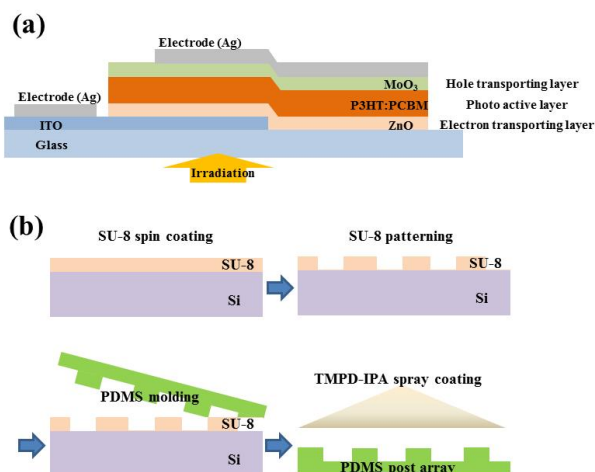 (a)
Electrode (Ag)
MoO3
Hole transporting layer
Electrode (Ag)
P3HT:PCBM
Photo active layer
ITO
ZnO
Electron transporting layer
Glass
Irradiation
(b)
SU-8 spin coating
SU-8 patterning
SU-8
SU-8
Si
Si
PDMS molding
TMPD-IPA spray coating
SU-8
Si
PDMS post array